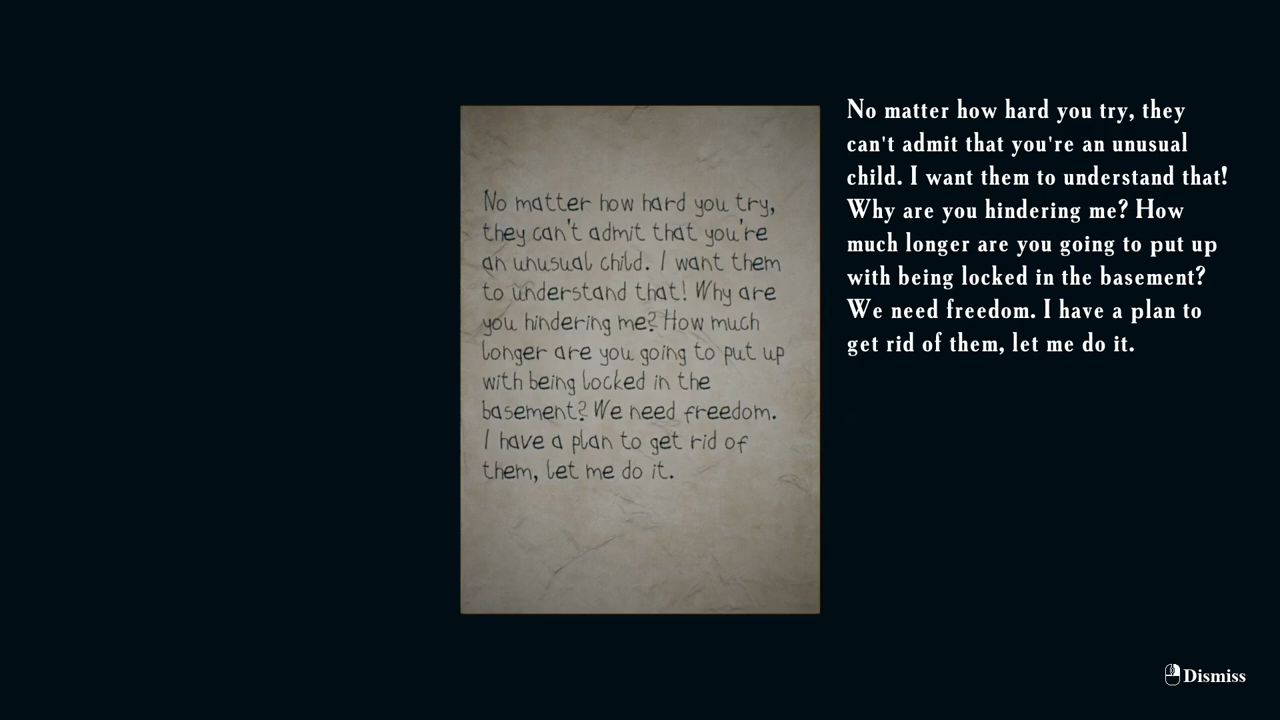 No matter how hard you try,
they can't admit that you're
an unusual child. I want them
to understand that! Why are
you hindering me? How much
longer are you going to put up
with being locked in the
basement? We need freedom.
I have a plan to get rid of
them, let me do it.
No matter how hard you try, they
can't admit that you're an unusual
child. I want them to understand that!
Why are you hindering me? How
much longer are you going to put up
with being locked in the basement?
We need freedom. I have a plan to
get rid of them, let me do it.
Dismiss